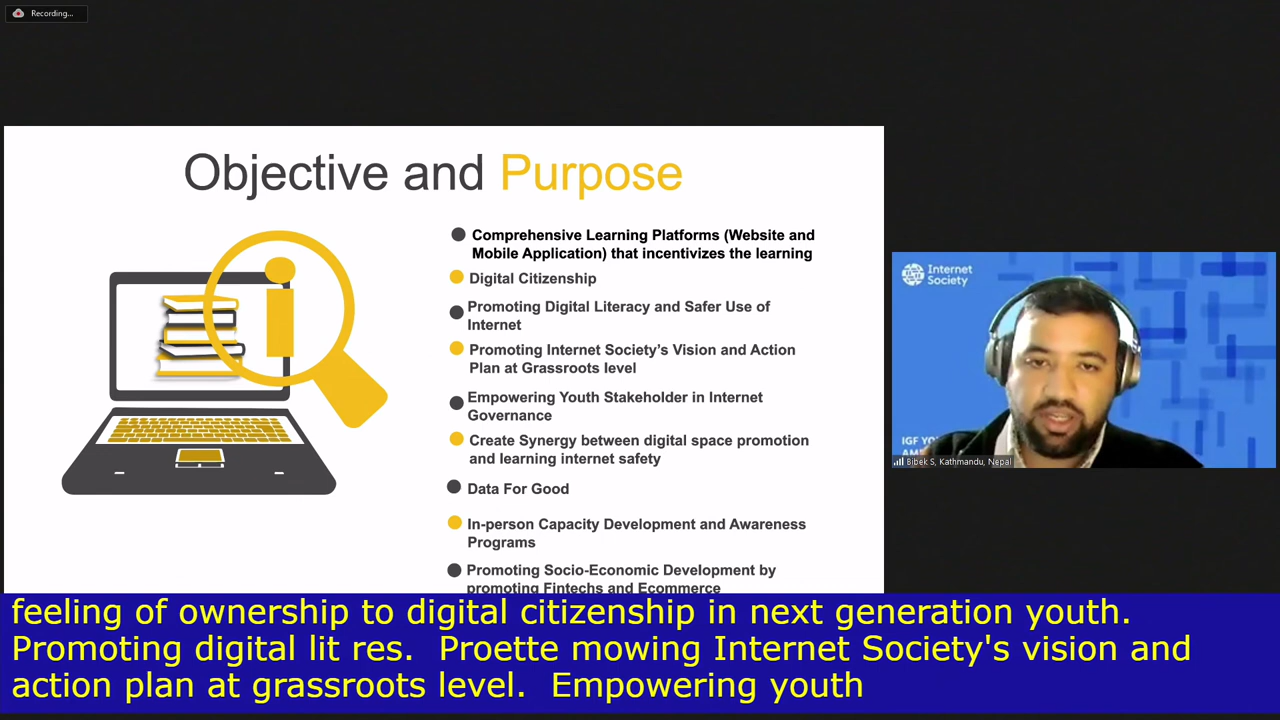 Recording...
Objective and Purpose
Comprehensive Learning Platforms (Website and
Mobile Application) that incentivizes the learning
Digital Citizenship
Promoting Digital Literacy and Safer Use of
Internet
Promoting Internet Society's Vision and Action
Plan at Grassroots level
Empowering Youth Stakeholder in Internet
Governance
Create Synergy between digital space promotion
and learning internet safety
Data For Good
In-person Capacity Development and Awareness
Programs
Promoting Socio-Economic Development by
promoting Fintechs and Ecommerce
Internet
Society
IGF
Bibek S, Kathmandu, Nepal
feeling of ownership to digital citizenship in next generation youth.
Promoting digital lit res. Proette mowing Internet Society's vision and
action plan at grassroots level. Empowering youth